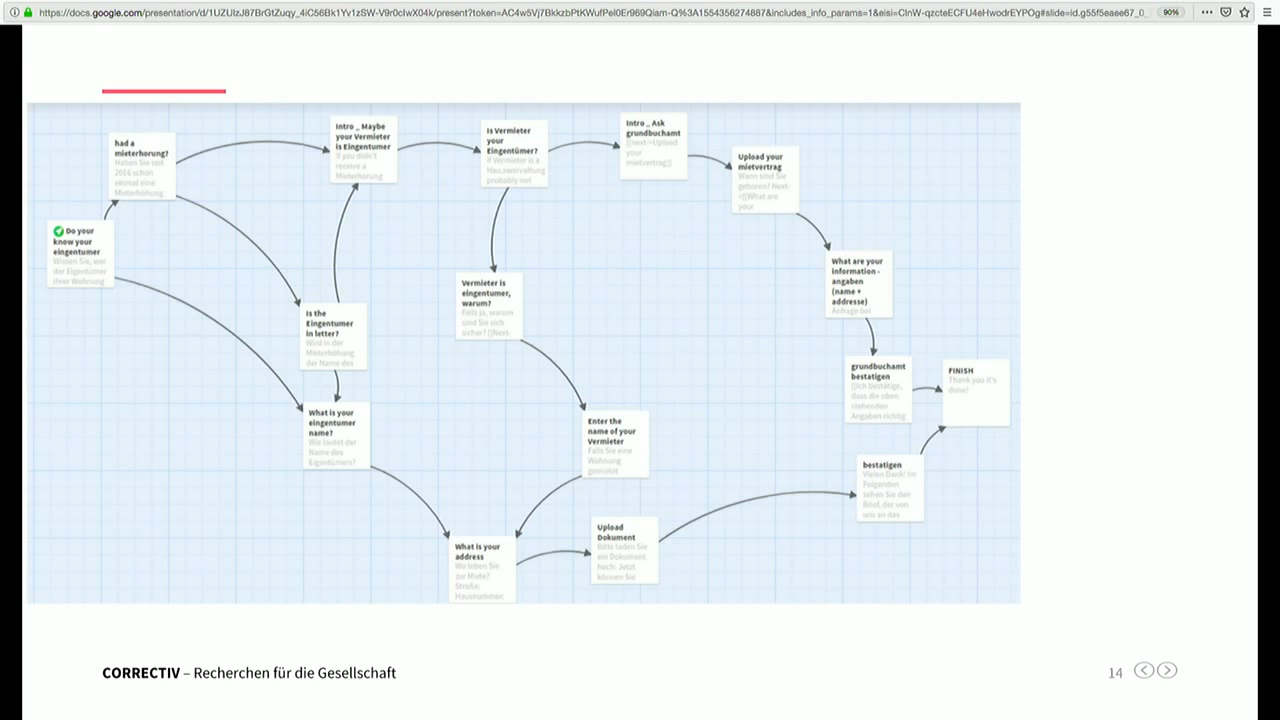 https://docs.google.com/presentation/d/1UZUIzJ87BrGtZuqy_4iC56Bk1Yv1zSW-V9r0cIwX04k/present?token=AC4w5Vj7BkkzbPtKWufPeI0Er969Qiam-Q%3A1554556274887&includes_info_params=1&eisi=CInW-qzcteECFU4eHwodrEYPOg#slide=id.g55f5eaee67_0_
90%
had a
mieterhorung?
Haben Sie seit
2016 schon
einmal eine
Mieterhöhung
Do your
know your
eingentumer
Wissen Sie, wer
der Eigentümer
Ihrer Wohnung
Intro _ Maybe
your Vermieter
is Eingentumer
If you didn't
receive a
Mieterhorung
Is Vermieter
your
Eingentümer?
If Vermieter is a
Hau,zwervaltung
probably not
Intro _ Ask
grundbuchamt
[[next->Upload
your
mietvertrag]]
Upload your
mietvertrag
Wann sind Sie
geboren? Next-
>[[What are
your
What are your
information -
angaben
(name +
addresse)
Anfrage bei
Is the
Eingentumer
in letter?
Wird in der
Mieterhöhung
der Name des
Vermieter is
eingentumer,
warum?
Falls ja, warum
sind Sie sich
sicher? [[Next-
grundbuchamt
bestatigen
[[Ich bestätige,
dass die oben
stehenden
Angaben richtig
FINISH
Thank you it's
done!
What is your
eingentumer
name?
Wie lautet der
Name des
Eigentümers?
Enter the
name of your
Vermieter
Falls Sie eine
Wohnung
gemietet
bestatigen
Vielen Dank! Im
Folgenden
sehen Sie den
Brief, der von
uns an das
What is your
address
Wo leben Sie
zur Miete?
Straße:
Hausnummer:
Upload
Dokument
Bitte laden Sie
ein Dokument
hoch. Jetzt
können Sie
CORRECTIV – Recherchen für die Gesellschaft
14